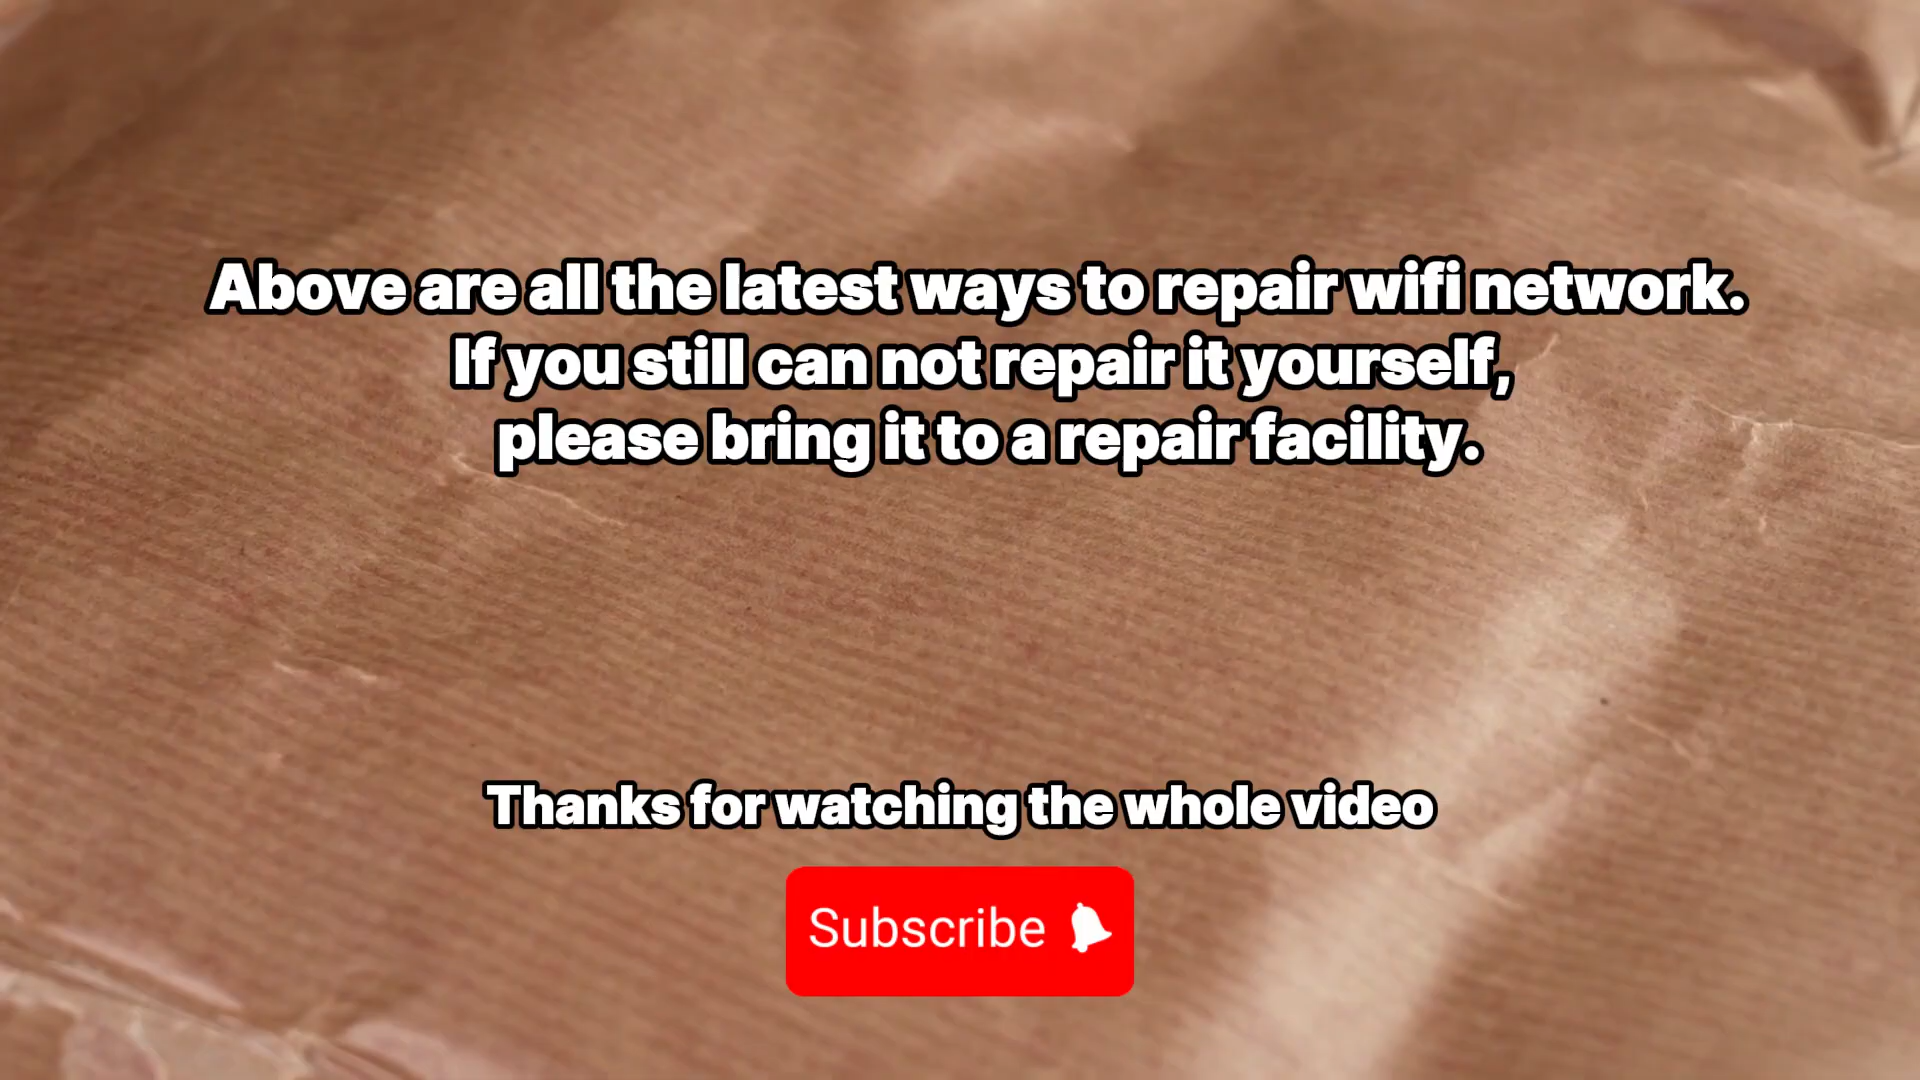 Above are all the latest ways to repair wifi network.
If you still can not repair it yourself,
please bring it to a repair facility.
Thanks for watching the whole video
Subscribe